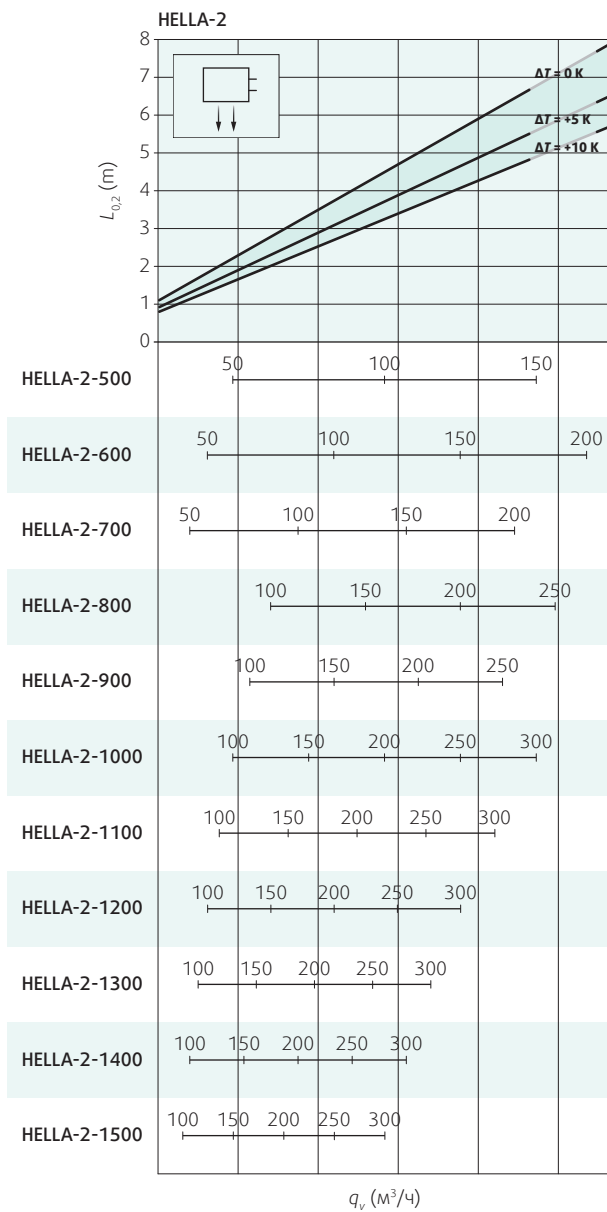 HELLA-2
8
7
6
5
4
3
2
1
0
L0,2 (m)
ΔT = 0 K
ΔT = +5 K
ΔT = +10 K
HELLA-2-500 50 100 150
HELLA-2-600 50 100 150 200
HELLA-2-700 50 100 150 200
HELLA-2-800 100 150 200 250
HELLA-2-900 100 150 200 250
HELLA-2-1000 100 150 200 250 300
HELLA-2-1100 100 150 200 250 300
HELLA-2-1200 100 150 200 250 300
HELLA-2-1300 100 150 200 250 300
HELLA-2-1400 100 150 200 250 300
HELLA-2-1500 100 150 200 250 300
qv (м³/ч)